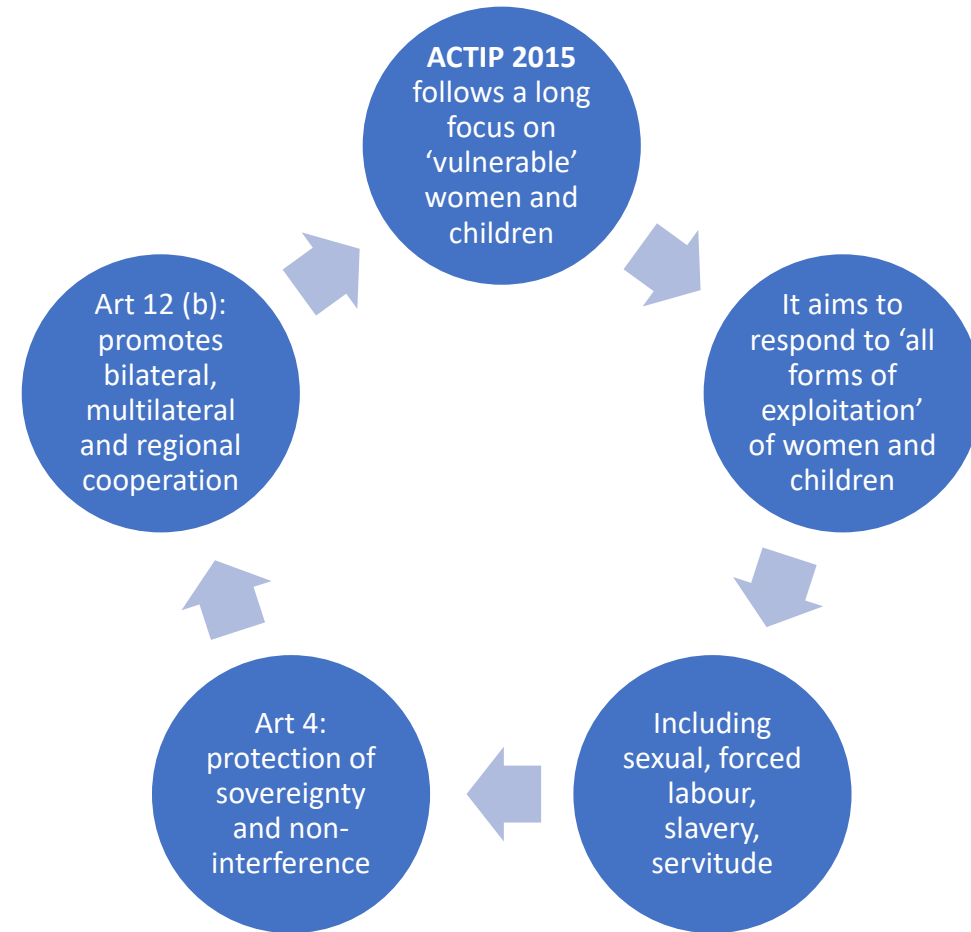 ACTIP 2015
follows a long
focus on
‘vulnerable’
women and
children
It aims to
respond to ‘all
forms of
exploitation’
of women and
children
Including
sexual, forced
labour,
slavery,
servitude
Art 4:
protection of
sovereignty
and non-
interference
Art 12 (b):
promotes
bilateral,
multilateral
and regional
cooperation